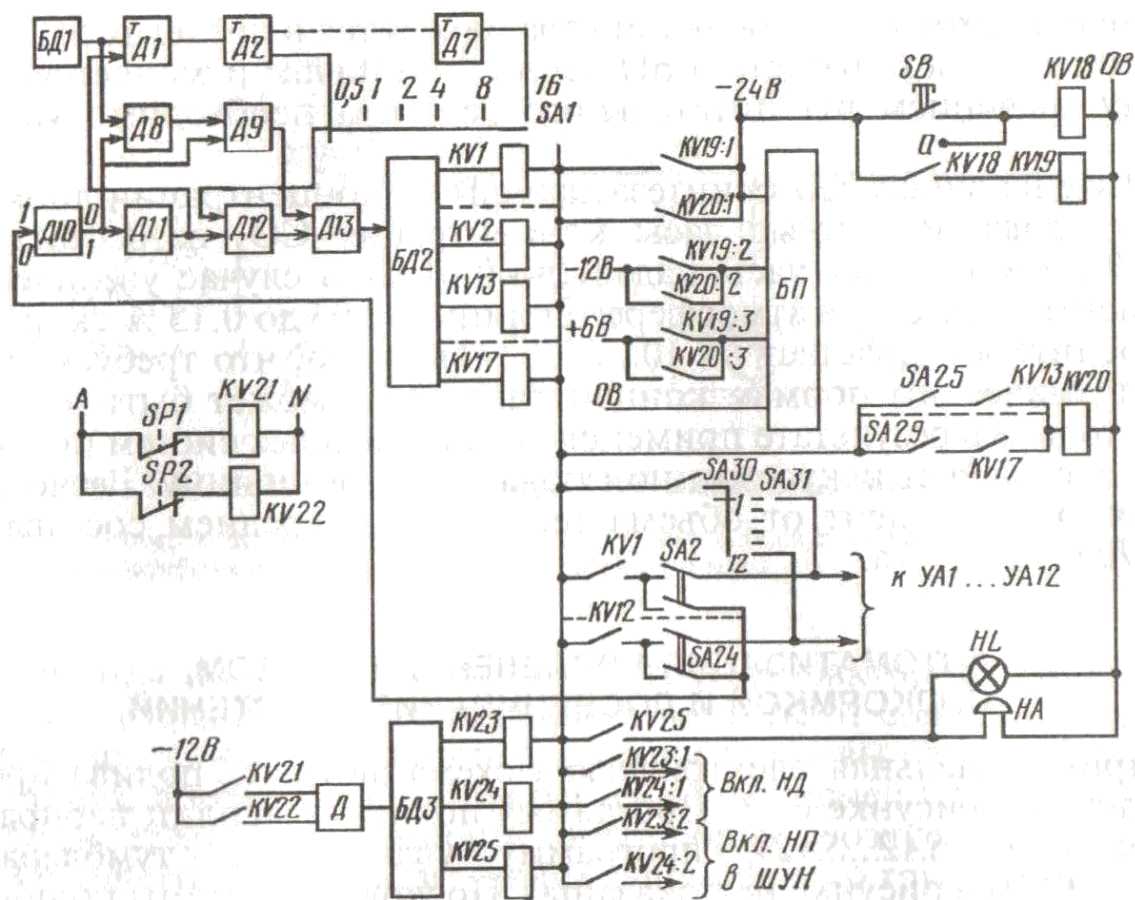 БД1
Т
Д1
Т
Д2
Т
Д7
0,5 1 2 4 8 16
SA1
Д8
Д9
1
0
Д10
0
1
Д11
Д12
Д13
БД2
KV1
KV2
KV13
KV17
-24В
KV19:1
KV20:1
-12В
KV19:2
KV20:2
+6В
KV19:3
KV20:3
0В
БП
SB
а
KV18
0В
KV18
KV19
SA25
KV13
KV20
SA29
KV17
A
N
SP1
KV21
SP2
KV22
SA30
SA31
1
12
KV1
SA2
KV12
SA24
к УА1 ... УА12
HL
HA
KV25
-12В
KV21
KV22
Д
БД3
KV23
KV24
KV25
KV23:1
KV24:1
Вкл. НД
KV23:2
KV24:2
Вкл. НП
в ШУН